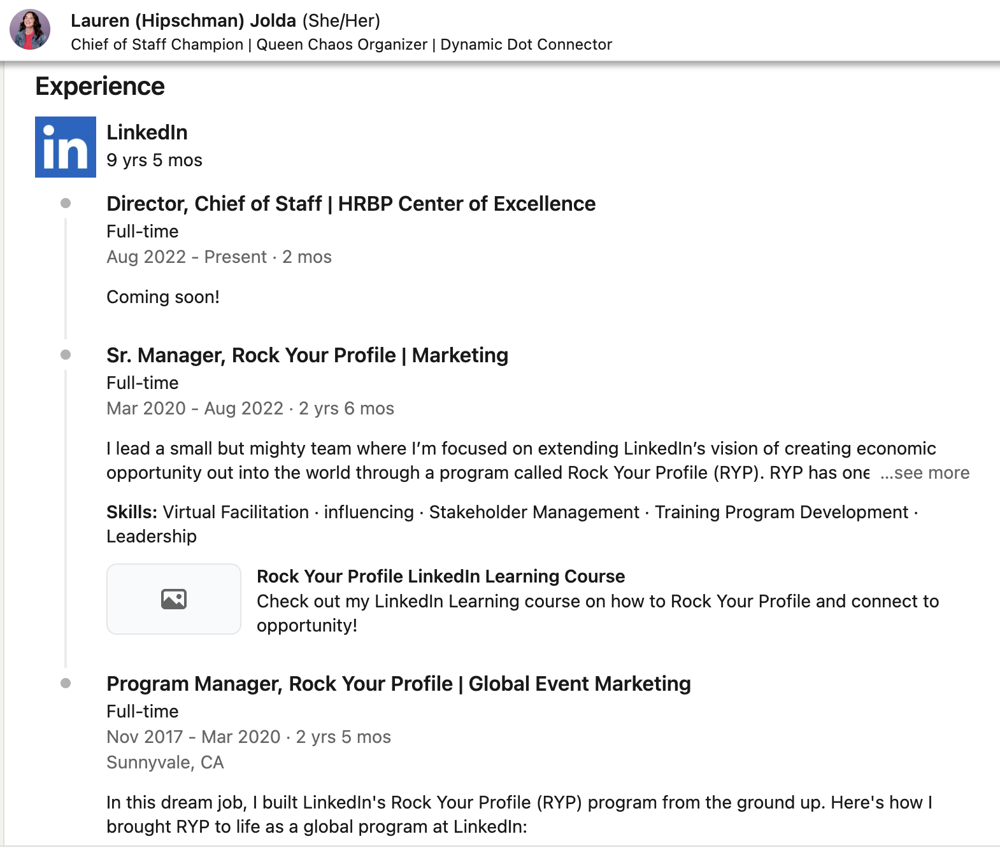 Lauren (Hipschman) Jolda (She/Her)
Chief of Staff Champion | Queen Chaos Organizer | Dynamic Dot Connector
Experience
in
LinkedIn
9 yrs 5 mos
Director, Chief of Staff | HRBP Center of Excellence
Full-time
Aug 2022 - Present · 2 mos
Coming soon!
Sr. Manager, Rock Your Profile | Marketing
Full-time
Mar 2020 - Aug 2022 · 2 yrs 6 mos
I lead a small but mighty team where I’m focused on extending LinkedIn’s vision of creating economic
opportunity out into the world through a program called Rock Your Profile (RYP). RYP has one ...see more
Skills: Virtual Facilitation · influencing · Stakeholder Management · Training Program Development ·
Leadership
Rock Your Profile LinkedIn Learning Course
Check out my LinkedIn Learning course on how to Rock Your Profile and connect to
opportunity!
Program Manager, Rock Your Profile | Global Event Marketing
Full-time
Nov 2017 - Mar 2020 · 2 yrs 5 mos
Sunnyvale, CA
In this dream job, I built LinkedIn's Rock Your Profile (RYP) program from the ground up. Here's how I
brought RYP to life as a global program at LinkedIn: